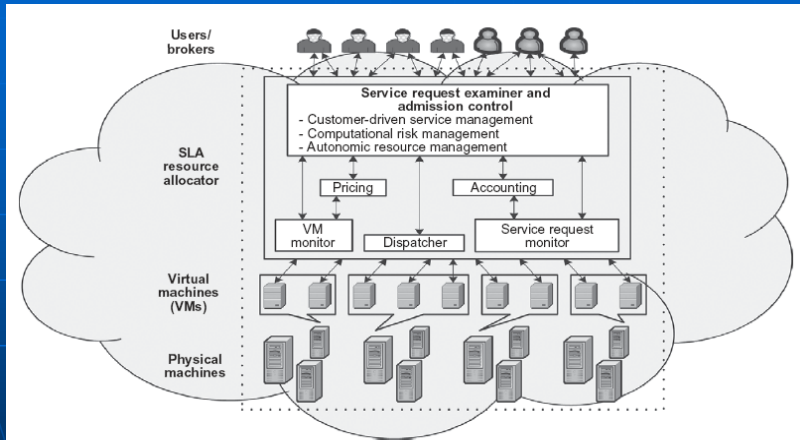 Users/
brokers
Service request examiner and
admission control
- Customer-driven service management
- Computational risk management
- Autonomic resource management
SLA
resource
allocator
Pricing
Accounting
VM
monitor
Dispatcher
Service request
monitor
Virtual
machines
(VMs)
Physical
machines